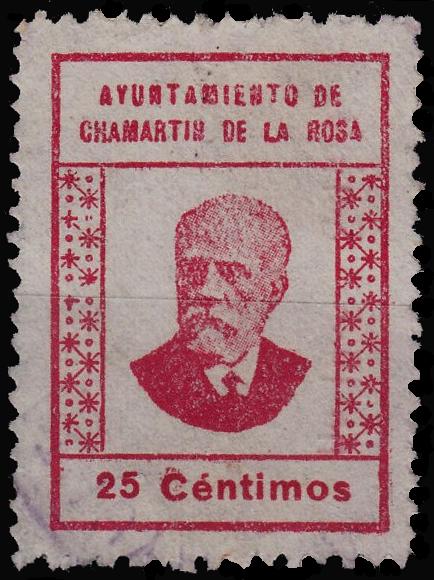 AYUNTAMIENTO DE
CHAMARTIN DE LA ROSA
25 Céntimos